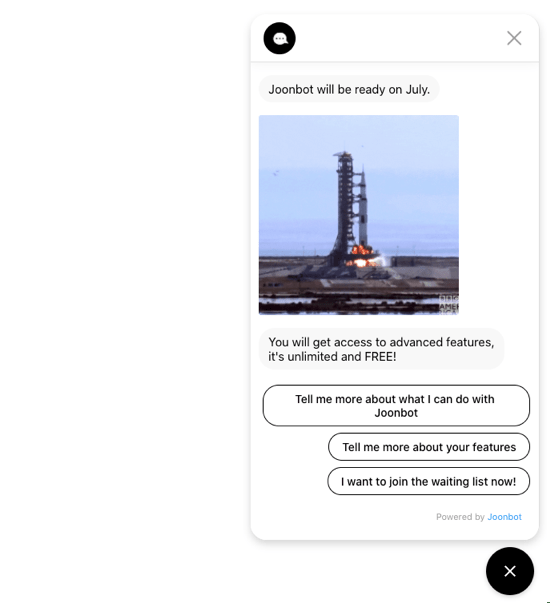 Joonbot will be ready on July.
You will get access to advanced features,
it's unlimited and FREE!
Tell me more about what I can do with
Joonbot
Tell me more about your features
I want to join the waiting list now!
Powered by Joonbot